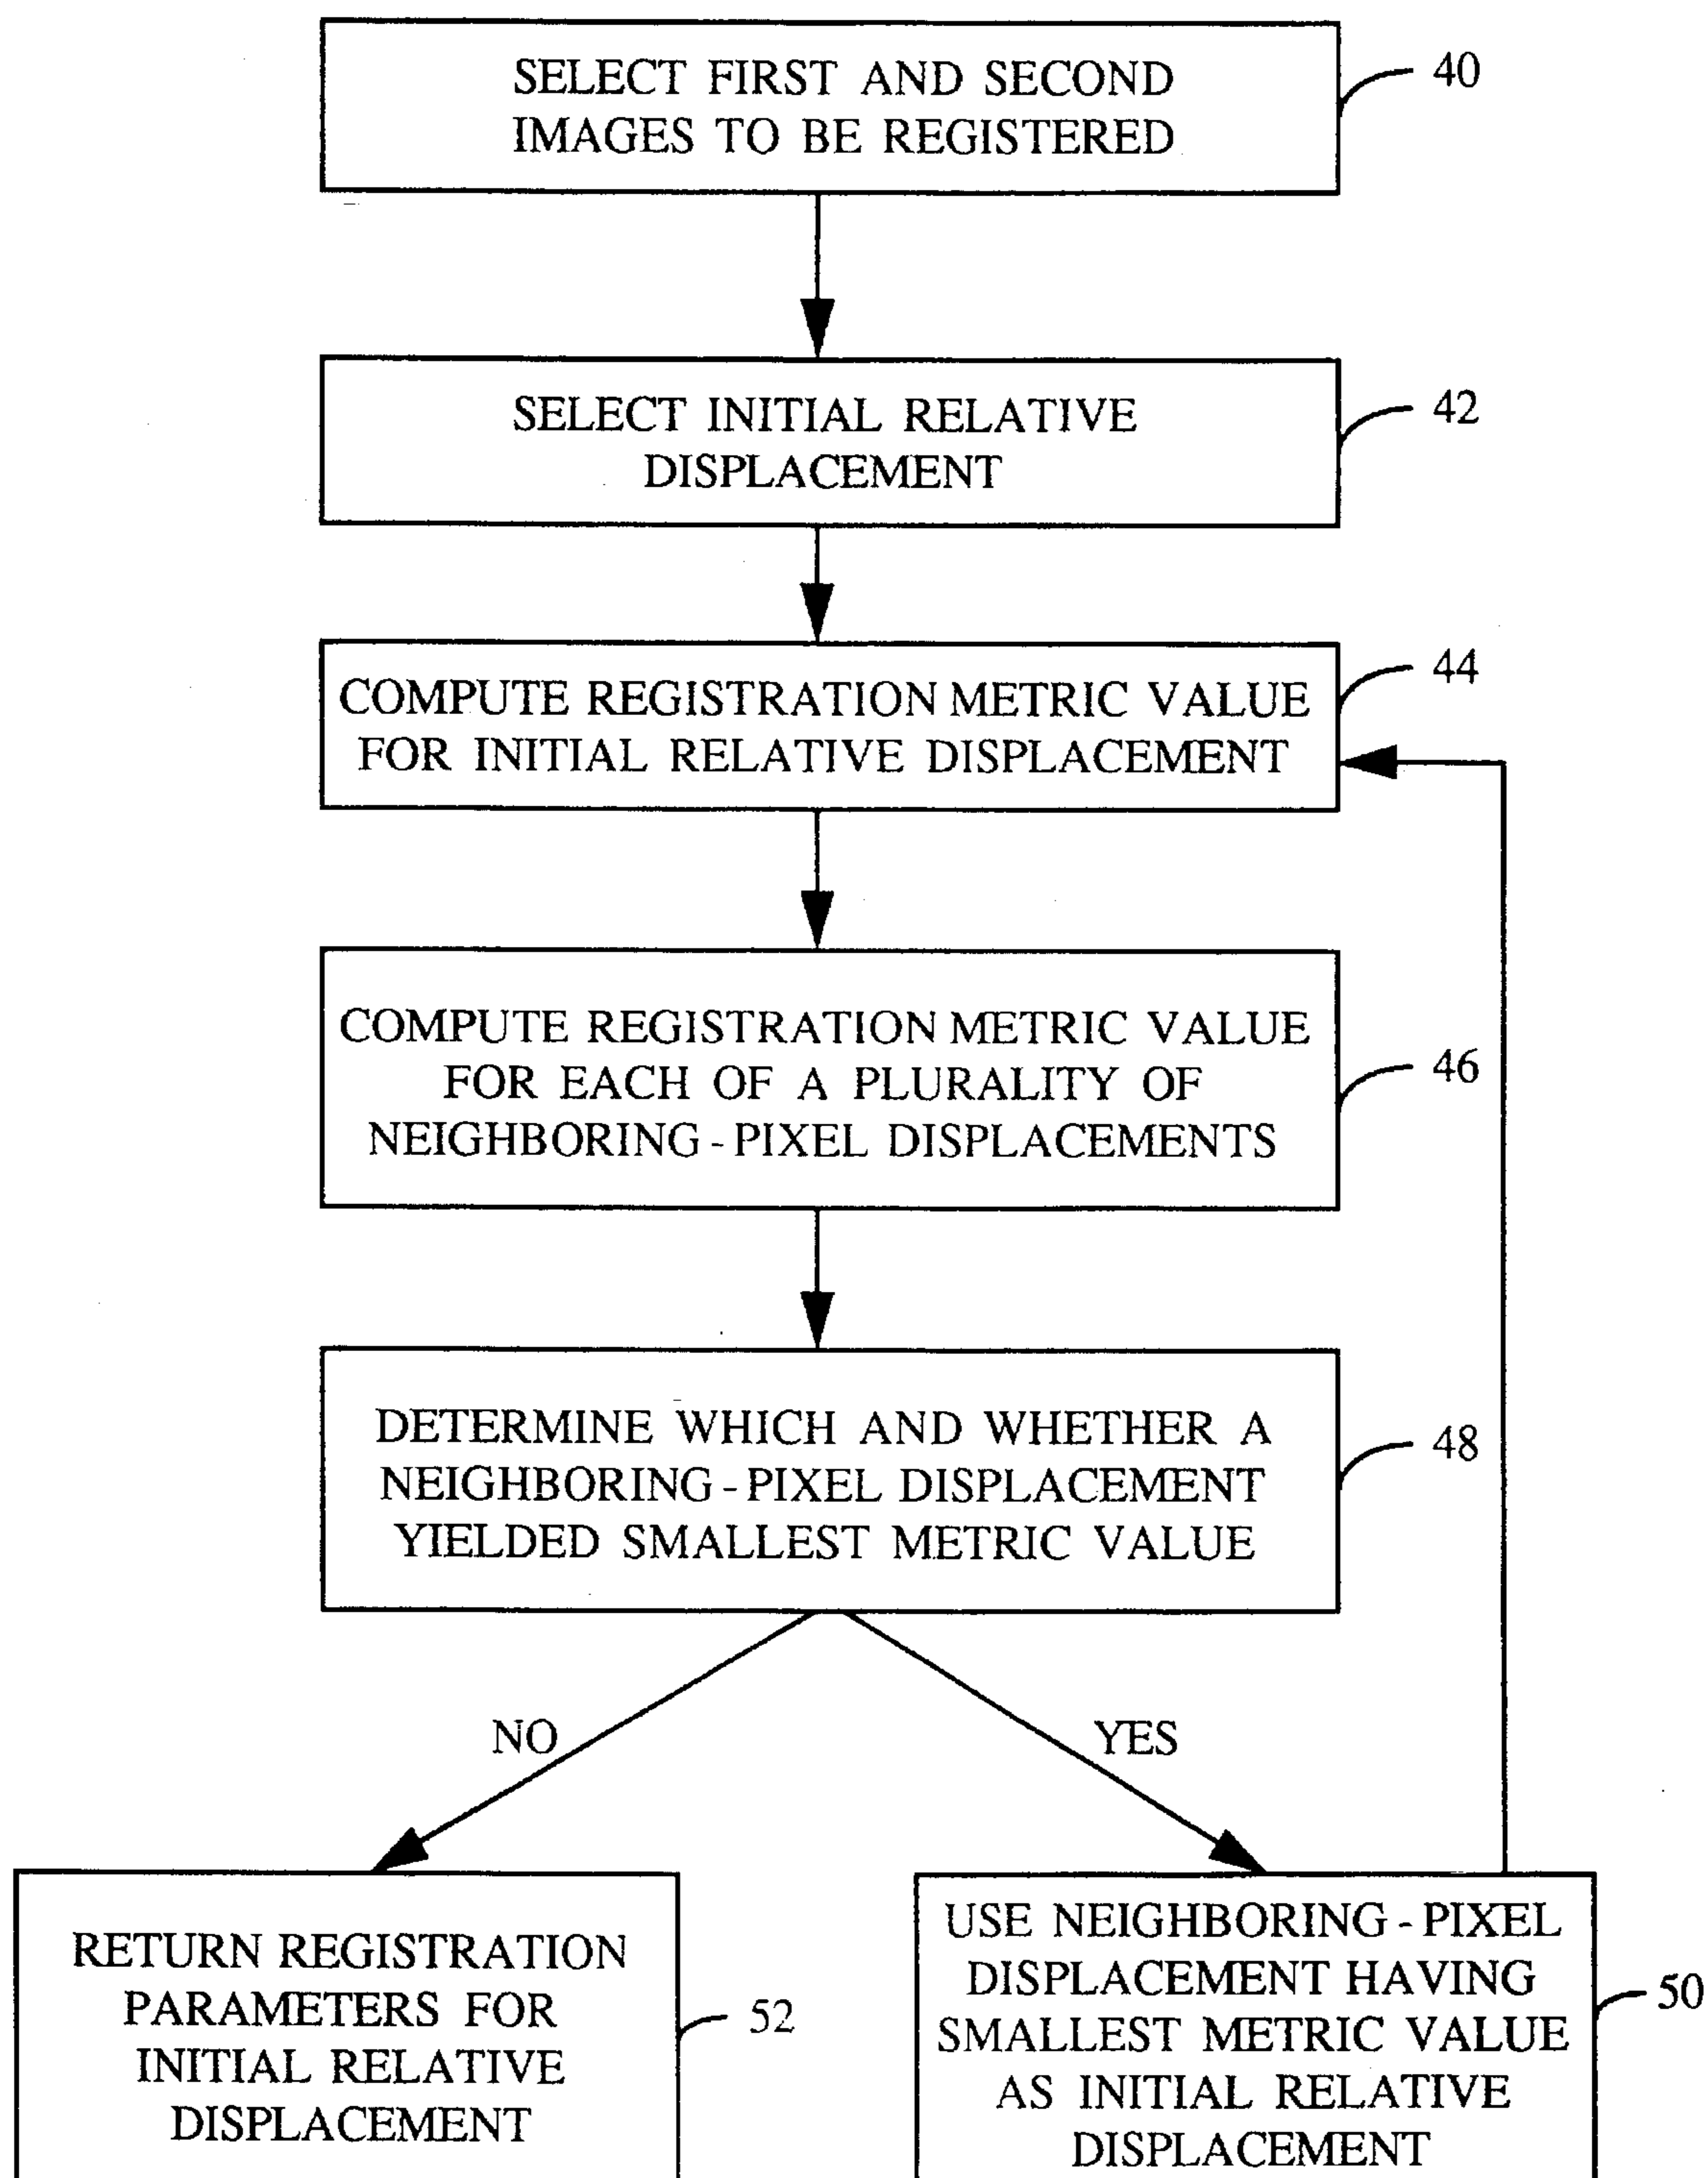 SELECT FIRST AND SECOND
IMAGES TO BE REGISTERED
40
SELECT INITIAL RELATIVE
DISPLACEMENT
42
COMPUTE REGISTRATION METRIC VALUE
FOR INITIAL RELATIVE DISPLACEMENT
44
COMPUTE REGISTRATION METRIC VALUE
FOR EACH OF A PLURALITY OF
NEIGHBORING-PIXEL DISPLACEMENTS
46
DETERMINE WHICH AND WHETHER A
NEIGHBORING-PIXEL DISPLACEMENT
YIELDED SMALLEST METRIC VALUE
48
NO
YES
RETURN REGISTRATION
PARAMETERS FOR
INITIAL RELATIVE
DISPLACEMENT
52
USE NEIGHBORING-PIXEL
DISPLACEMENT HAVING
SMALLEST METRIC VALUE
AS INITIAL RELATIVE
DISPLACEMENT
50